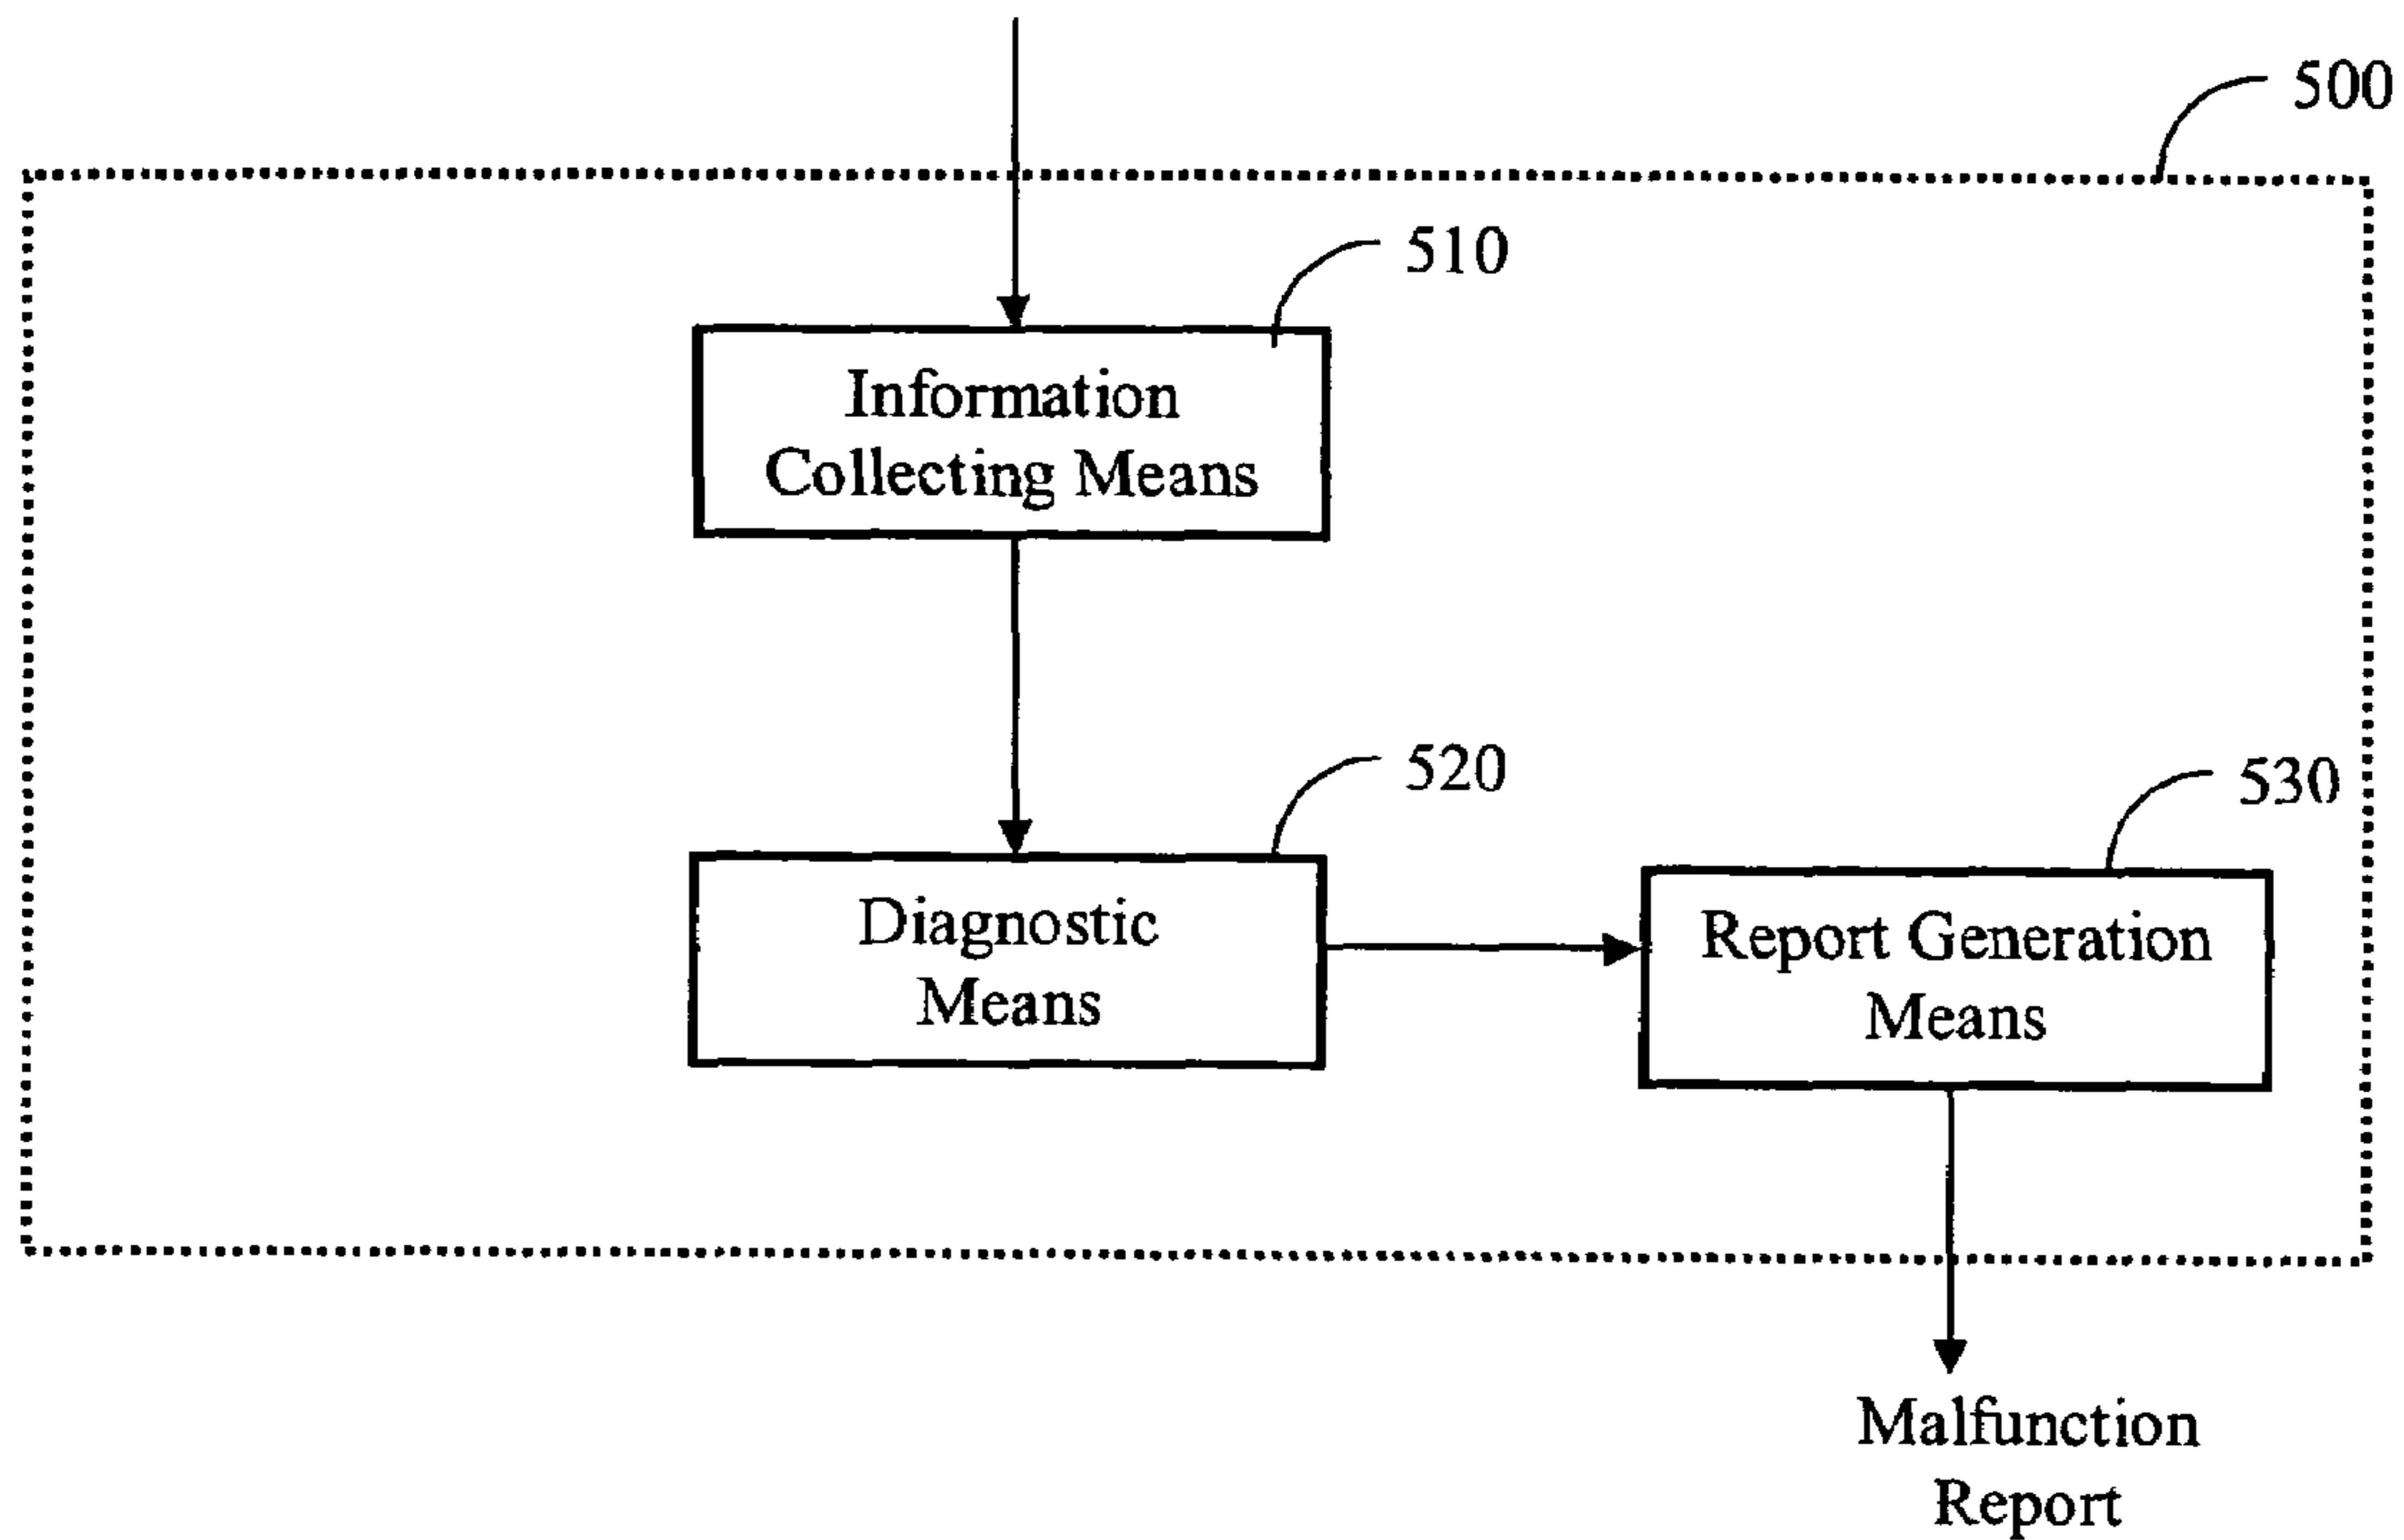 500
510
Information
Collecting Means
520
530
Diagnostic
Means
Report Generation
Means
Malfunction
Report